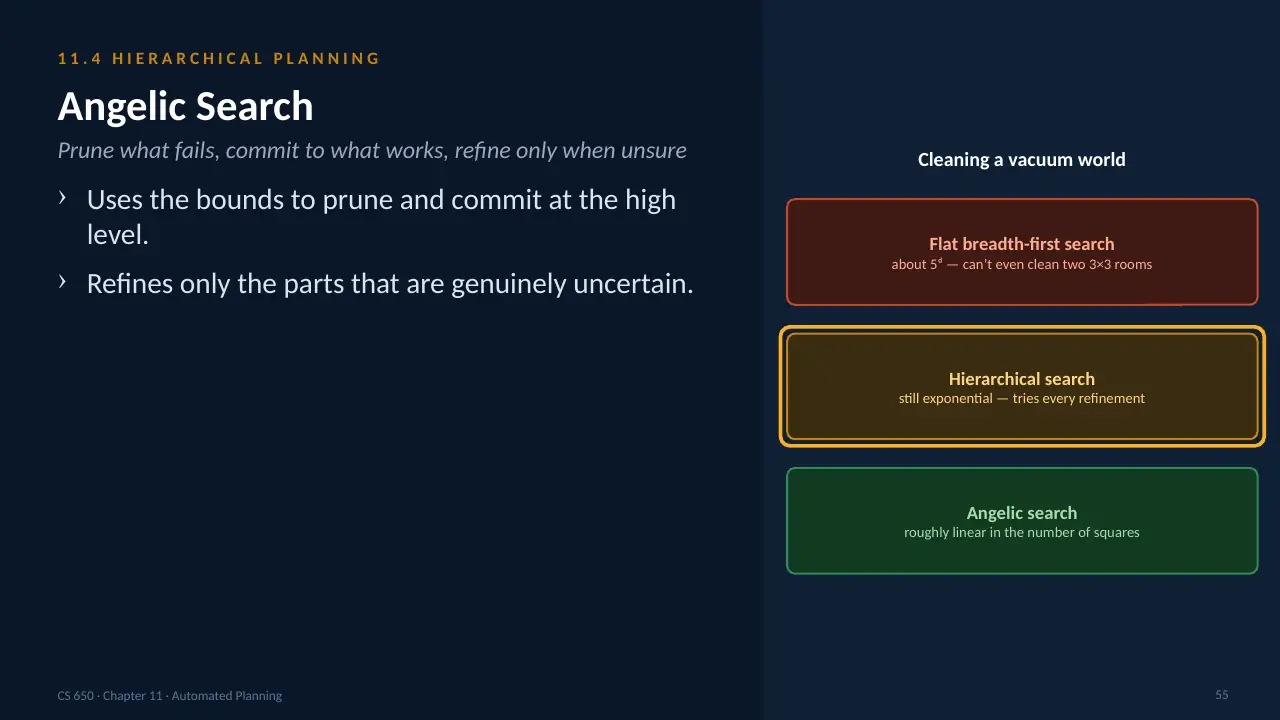 11.4 HIERARCHICAL PLANNING
Angelic Search
Prune what fails, commit to what works, refine only when unsure
› Uses the bounds to prune and commit at the high
level.
› Refines only the parts that are genuinely uncertain.
Cleaning a vacuum world
Flat breadth-first search
about 5ᵈ — can't even clean two 3×3 rooms
Hierarchical search
still exponential — tries every refinement
Angelic search
roughly linear in the number of squares
CS 650 · Chapter 11 · Automated Planning
55